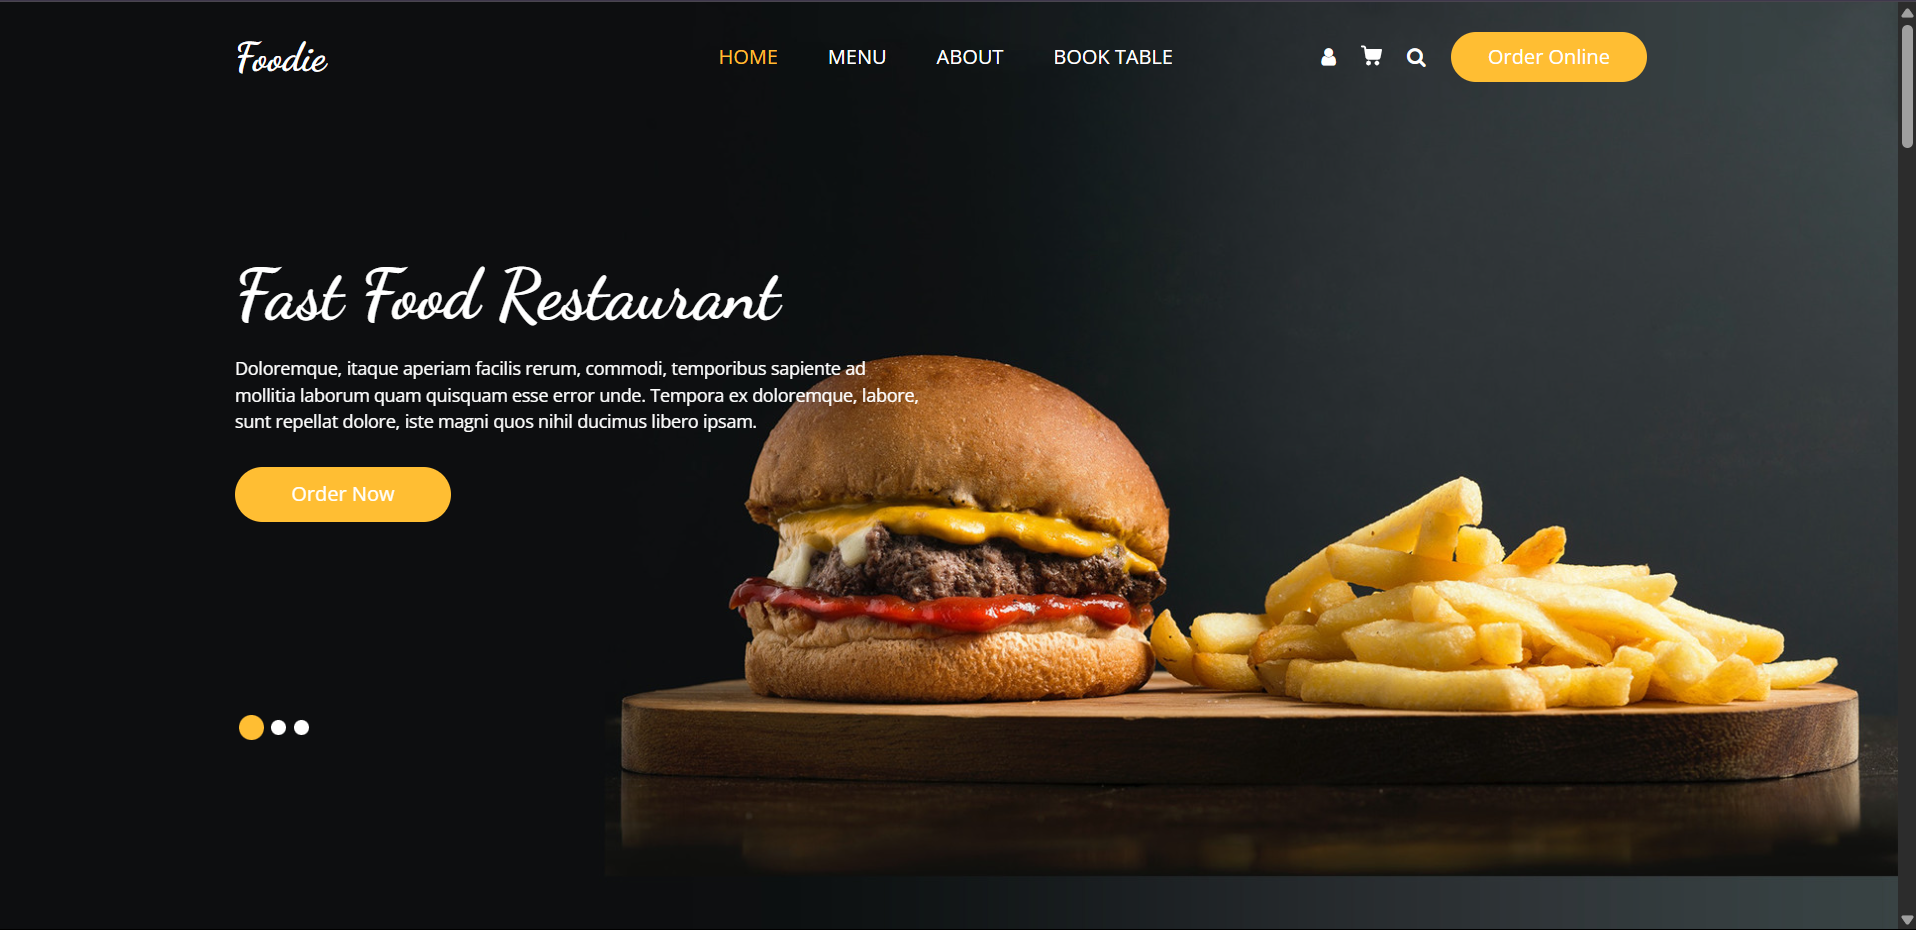 Foodie
HOME MENU ABOUT BOOK TABLE Order Online
Fast Food Restaurant
Doloremque, itaque aperiam facilis rerum, commodi, temporibus sapiente ad
mollitia laborum quam quisquam esse error unde. Tempora ex doloremque, labore,
sunt repellat dolore, iste magni quos nihil ducimus libero ipsam.
Order Now